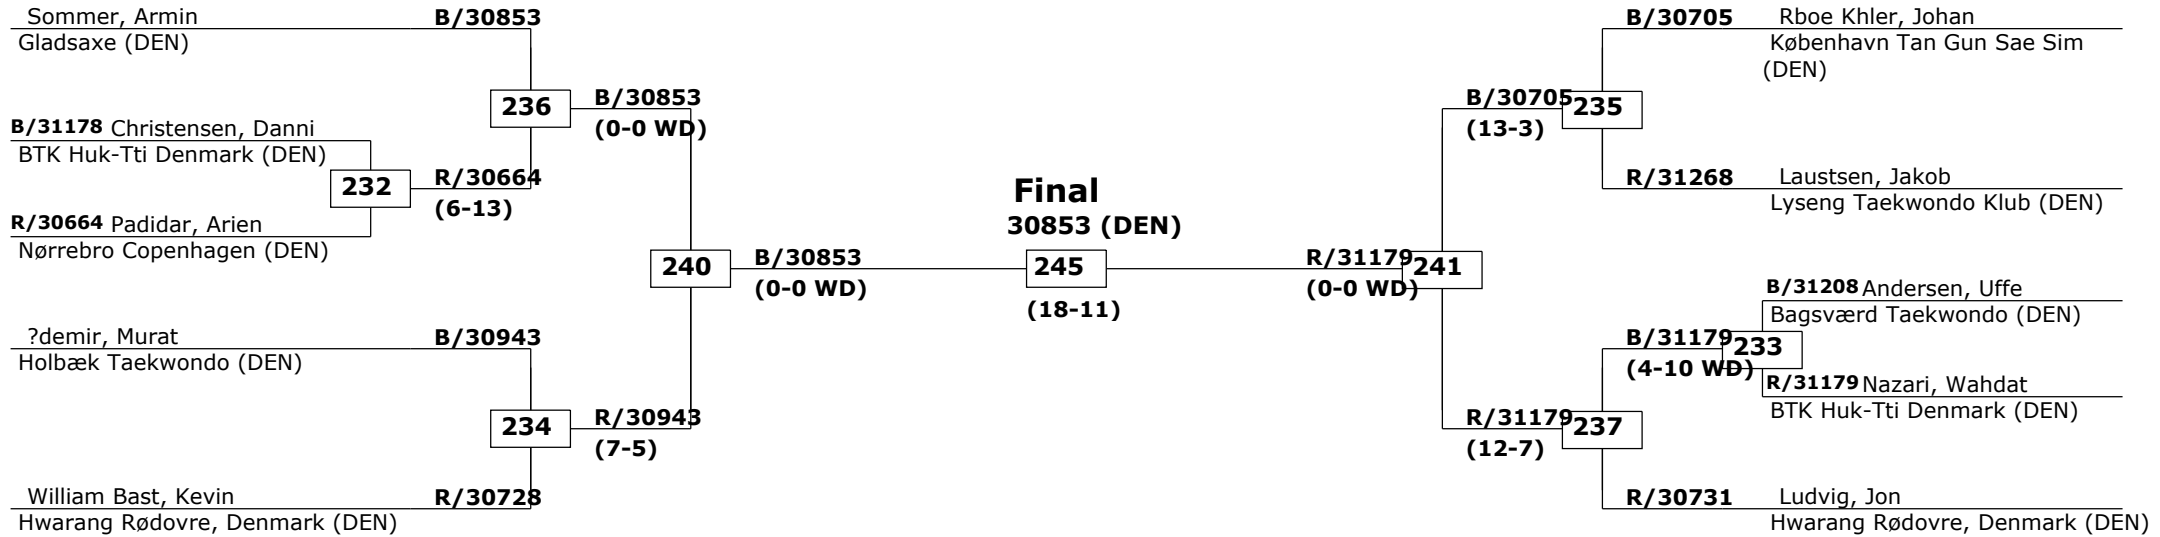 Sommer, Armin
B/30853
Gladsaxe (DEN)
236
B/30853
(0-0 WD)
B/31178 Christensen, Danni
BTK Huk-Tti Denmark (DEN)
232
R/30664
(6-13)
R/30664 Padidar, Arien
Nørrebro Copenhagen (DEN)
240
B/30853
(0-0 WD)
?demir, Murat
B/30943
Holbæk Taekwondo (DEN)
234
R/30943
(7-5)
William Bast, Kevin
R/30728
Hwarang Rødovre, Denmark (DEN)
Final
30853 (DEN)
245
(18-11)
B/30705
Rboe Khler, Johan
København Tan Gun Sae Sim
(DEN)
B/30705
235
(13-3)
R/31268
Laustsen, Jakob
Lyseng Taekwondo Klub (DEN)
R/31179
241
(0-0 WD)
B/31208 Andersen, Uffe
Bagsværd Taekwondo (DEN)
B/31179
233
(4-10 WD)
R/31179 Nazari, Wahdat
BTK Huk-Tti Denmark (DEN)
R/31179
237
(12-7)
R/30731
Ludvig, Jon
Hwarang Rødovre, Denmark (DEN)